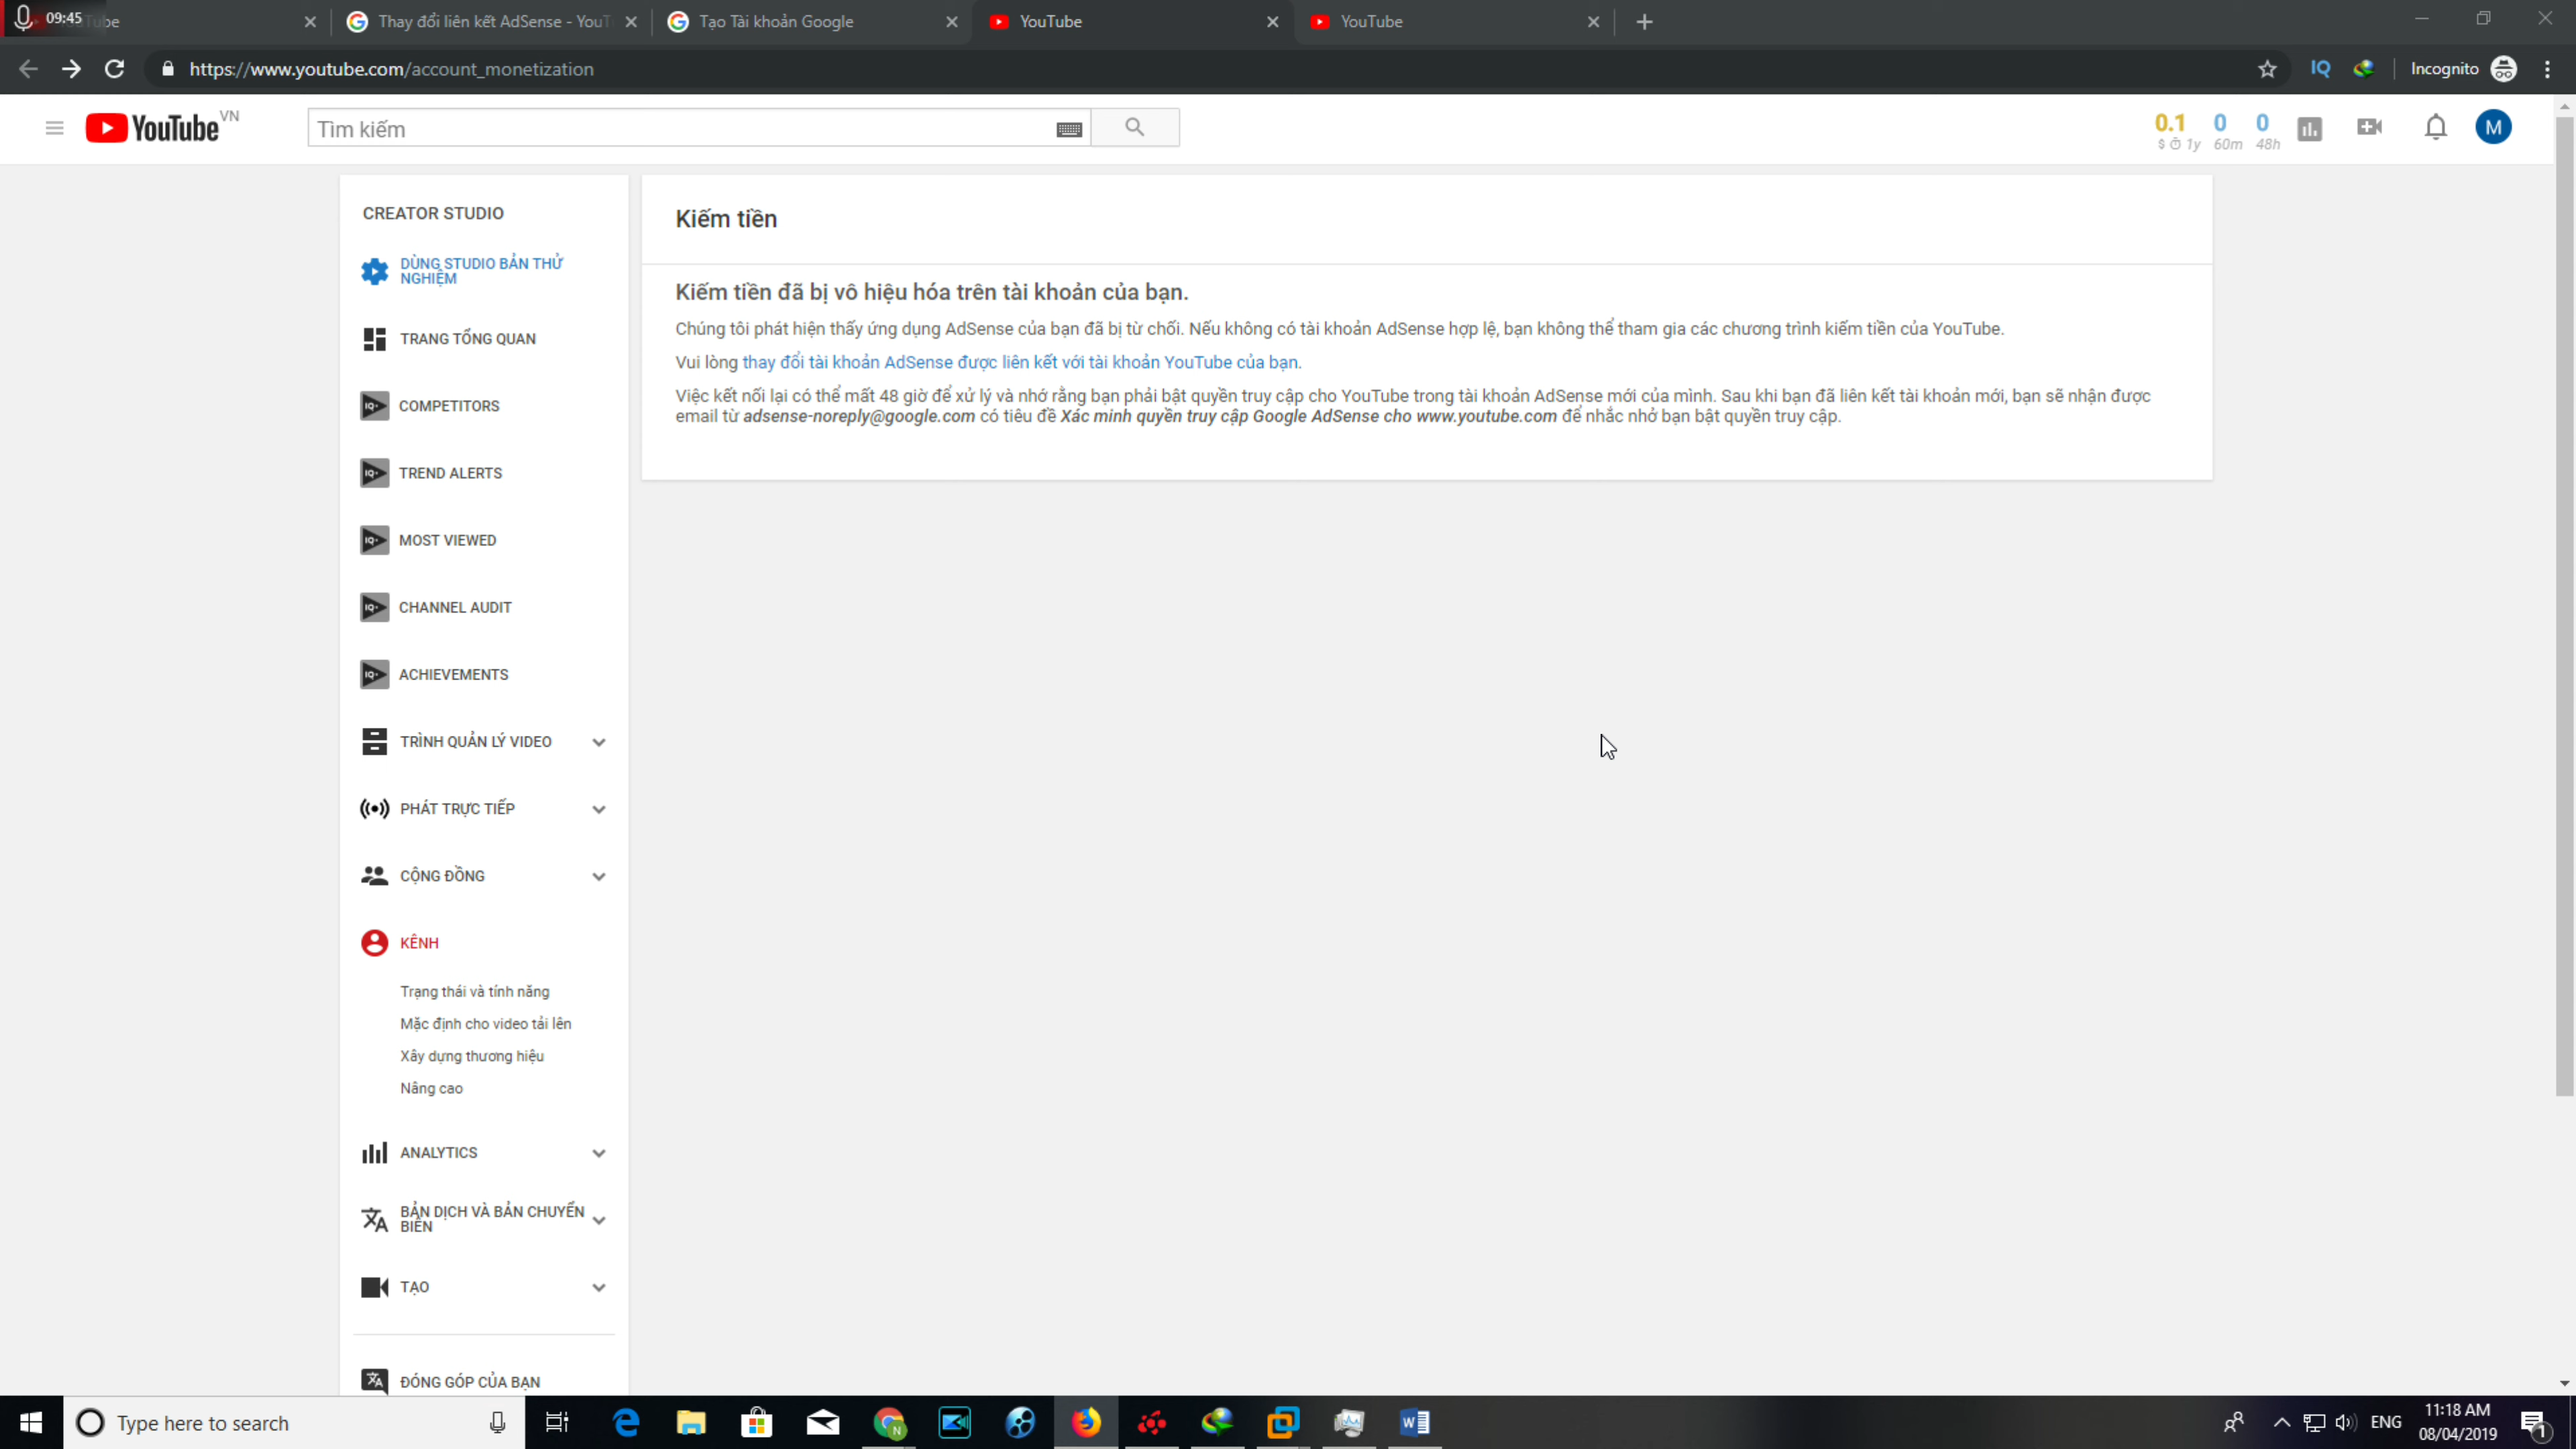 09:45
Thay đổi liên kết AdSense - YouT
Tạo Tài khoản Google
YouTube
YouTube
https://www.youtube.com/account_monetization
IQ
Incognito
YouTube VN
Tìm kiếm
0.1 0 0
$ 1y 60m 48h
M
CREATOR STUDIO
DÙNG STUDIO BẢN THỬ
NGHIỆM
TRANG TỔNG QUAN
COMPETITORS
TREND ALERTS
MOST VIEWED
CHANNEL AUDIT
ACHIEVEMENTS
TRÌNH QUẢN LÝ VIDEO
PHÁT TRỰC TIẾP
CỘNG ĐỒNG
KÊNH
Trạng thái và tính năng
Mặc định cho video tải lên
Xây dựng thương hiệu
Nâng cao
ANALYTICS
BẢN DỊCH VÀ BẢN CHUYỂN
BIÊN
TẠO
ĐÓNG GÓP CỦA BẠN
Kiếm tiền
Kiếm tiền đã bị vô hiệu hóa trên tài khoản của bạn.
Chúng tôi phát hiện thấy ứng dụng AdSense của bạn đã bị từ chối. Nếu không có tài khoản AdSense hợp lệ, bạn không thể tham gia các chương trình kiếm tiền của YouTube.
Vui lòng thay đổi tài khoản AdSense được liên kết với tài khoản YouTube của bạn.
Việc kết nối lại có thể mất 48 giờ để xử lý và nhớ rằng bạn phải bật quyền truy cập cho YouTube trong tài khoản AdSense mới của mình. Sau khi bạn đã liên kết tài khoản mới, bạn sẽ nhận được
email từ adsense-noreply@google.com có tiêu đề Xác minh quyền truy cập Google AdSense cho www.youtube.com để nhắc nhở bạn bật quyền truy cập.
Type here to search
ENG
11:18 AM
08/04/2019
1